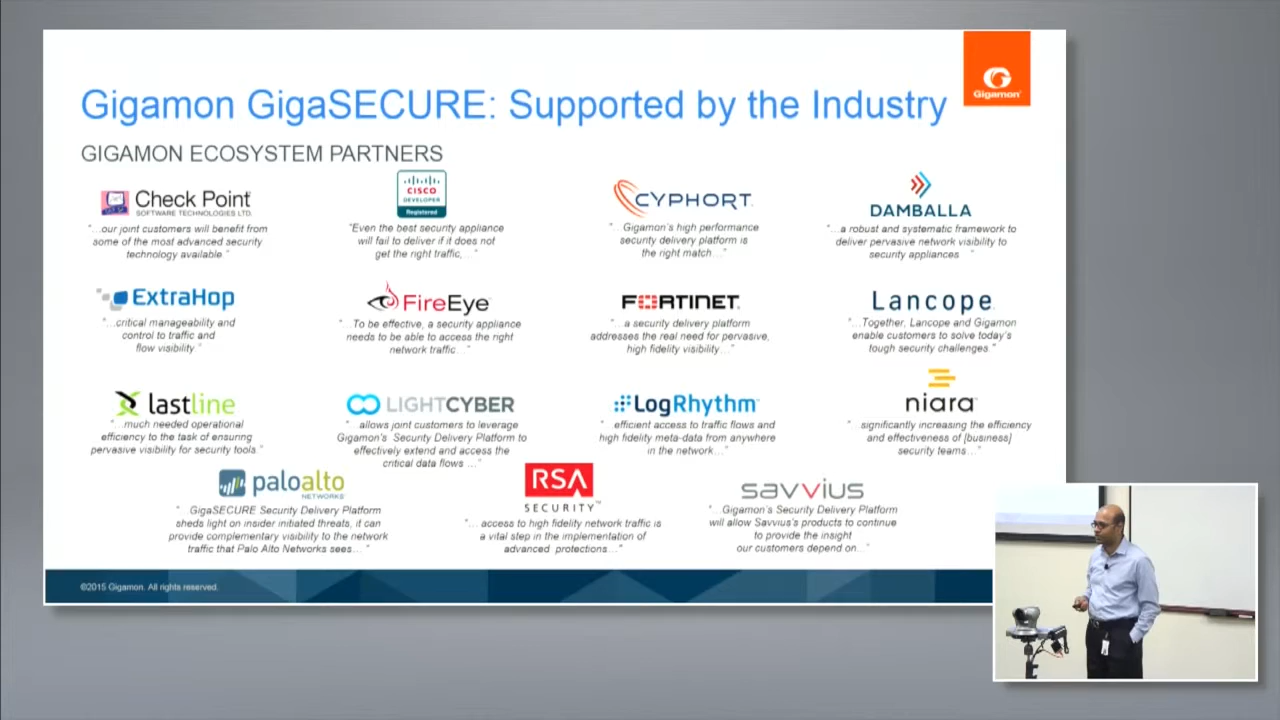 Gigamon
Gigamon GigaSECURE: Supported by the Industry
GIGAMON ECOSYSTEM PARTNERS
Check Point
SOFTWARE TECHNOLOGIES LTD.
"...our joint customers will benefit from
some of the most advanced security
technology available."
CISCO
DEVELOPER
Registered
"Even the best security appliance
will fail to deliver if it does not
get the right traffic,..."
CYPHORT
"...Gigamon's high performance
security delivery platform is
the right match..."
DAMBALLA
"...a robust and systematic framework to
deliver pervasive network visibility to
security appliances..."
ExtraHop
"...critical manageability and
control to traffic and
flow visibility."
FireEye
"...To be effective, a security appliance
needs to be able to access the right
network traffic..."
FORTINET
"...a security delivery platform
addresses the real need for pervasive,
high fidelity visibility..."
Lancope
"...Together, Lancope and Gigamon
enable customers to solve today's
tough security challenges."
lastline
"...much needed operational
efficiency to the task of ensuring
pervasive visibility for security tools."
LIGHTCYBER
"...allows joint customers to leverage
Gigamon's Security Delivery Platform to
effectively extend and access the
critical data flows ..."
LogRhythm
"...efficient access to traffic flows and
high fidelity meta-data from anywhere
in the network..."
niara
"...significantly increasing the efficiency
and effectiveness of [business]
security teams..."
paloalto
NETWORKS
"...GigaSECURE Security Delivery Platform
sheds light on insider initiated threats, it can
provide complementary visibility to the network
traffic that Palo Alto Networks sees..."
RSA
SECURITY™
"... access to high fidelity network traffic is
a vital step in the implementation of
advanced protections..."
savvius
"...Gigamon's Security Delivery Platform
will allow Savvius's products to continue
to provide the insight
our customers depend on..."
©2015 Gigamon. All rights reserved.